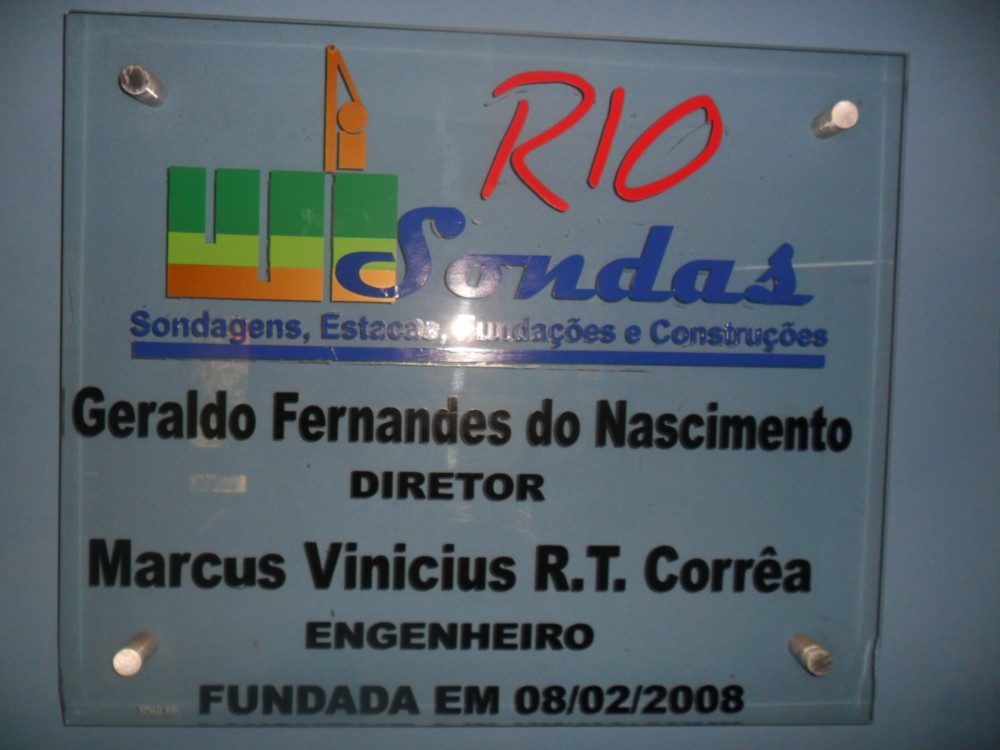 RIO
Sondas
Sondagens, Estacas, Fundações e Construções
Geraldo Fernandes do Nascimento
DIRETOR
Marcus Vinicius R.T. Corrêa
ENGENHEIRO
FUNDADA EM 08/02/2008